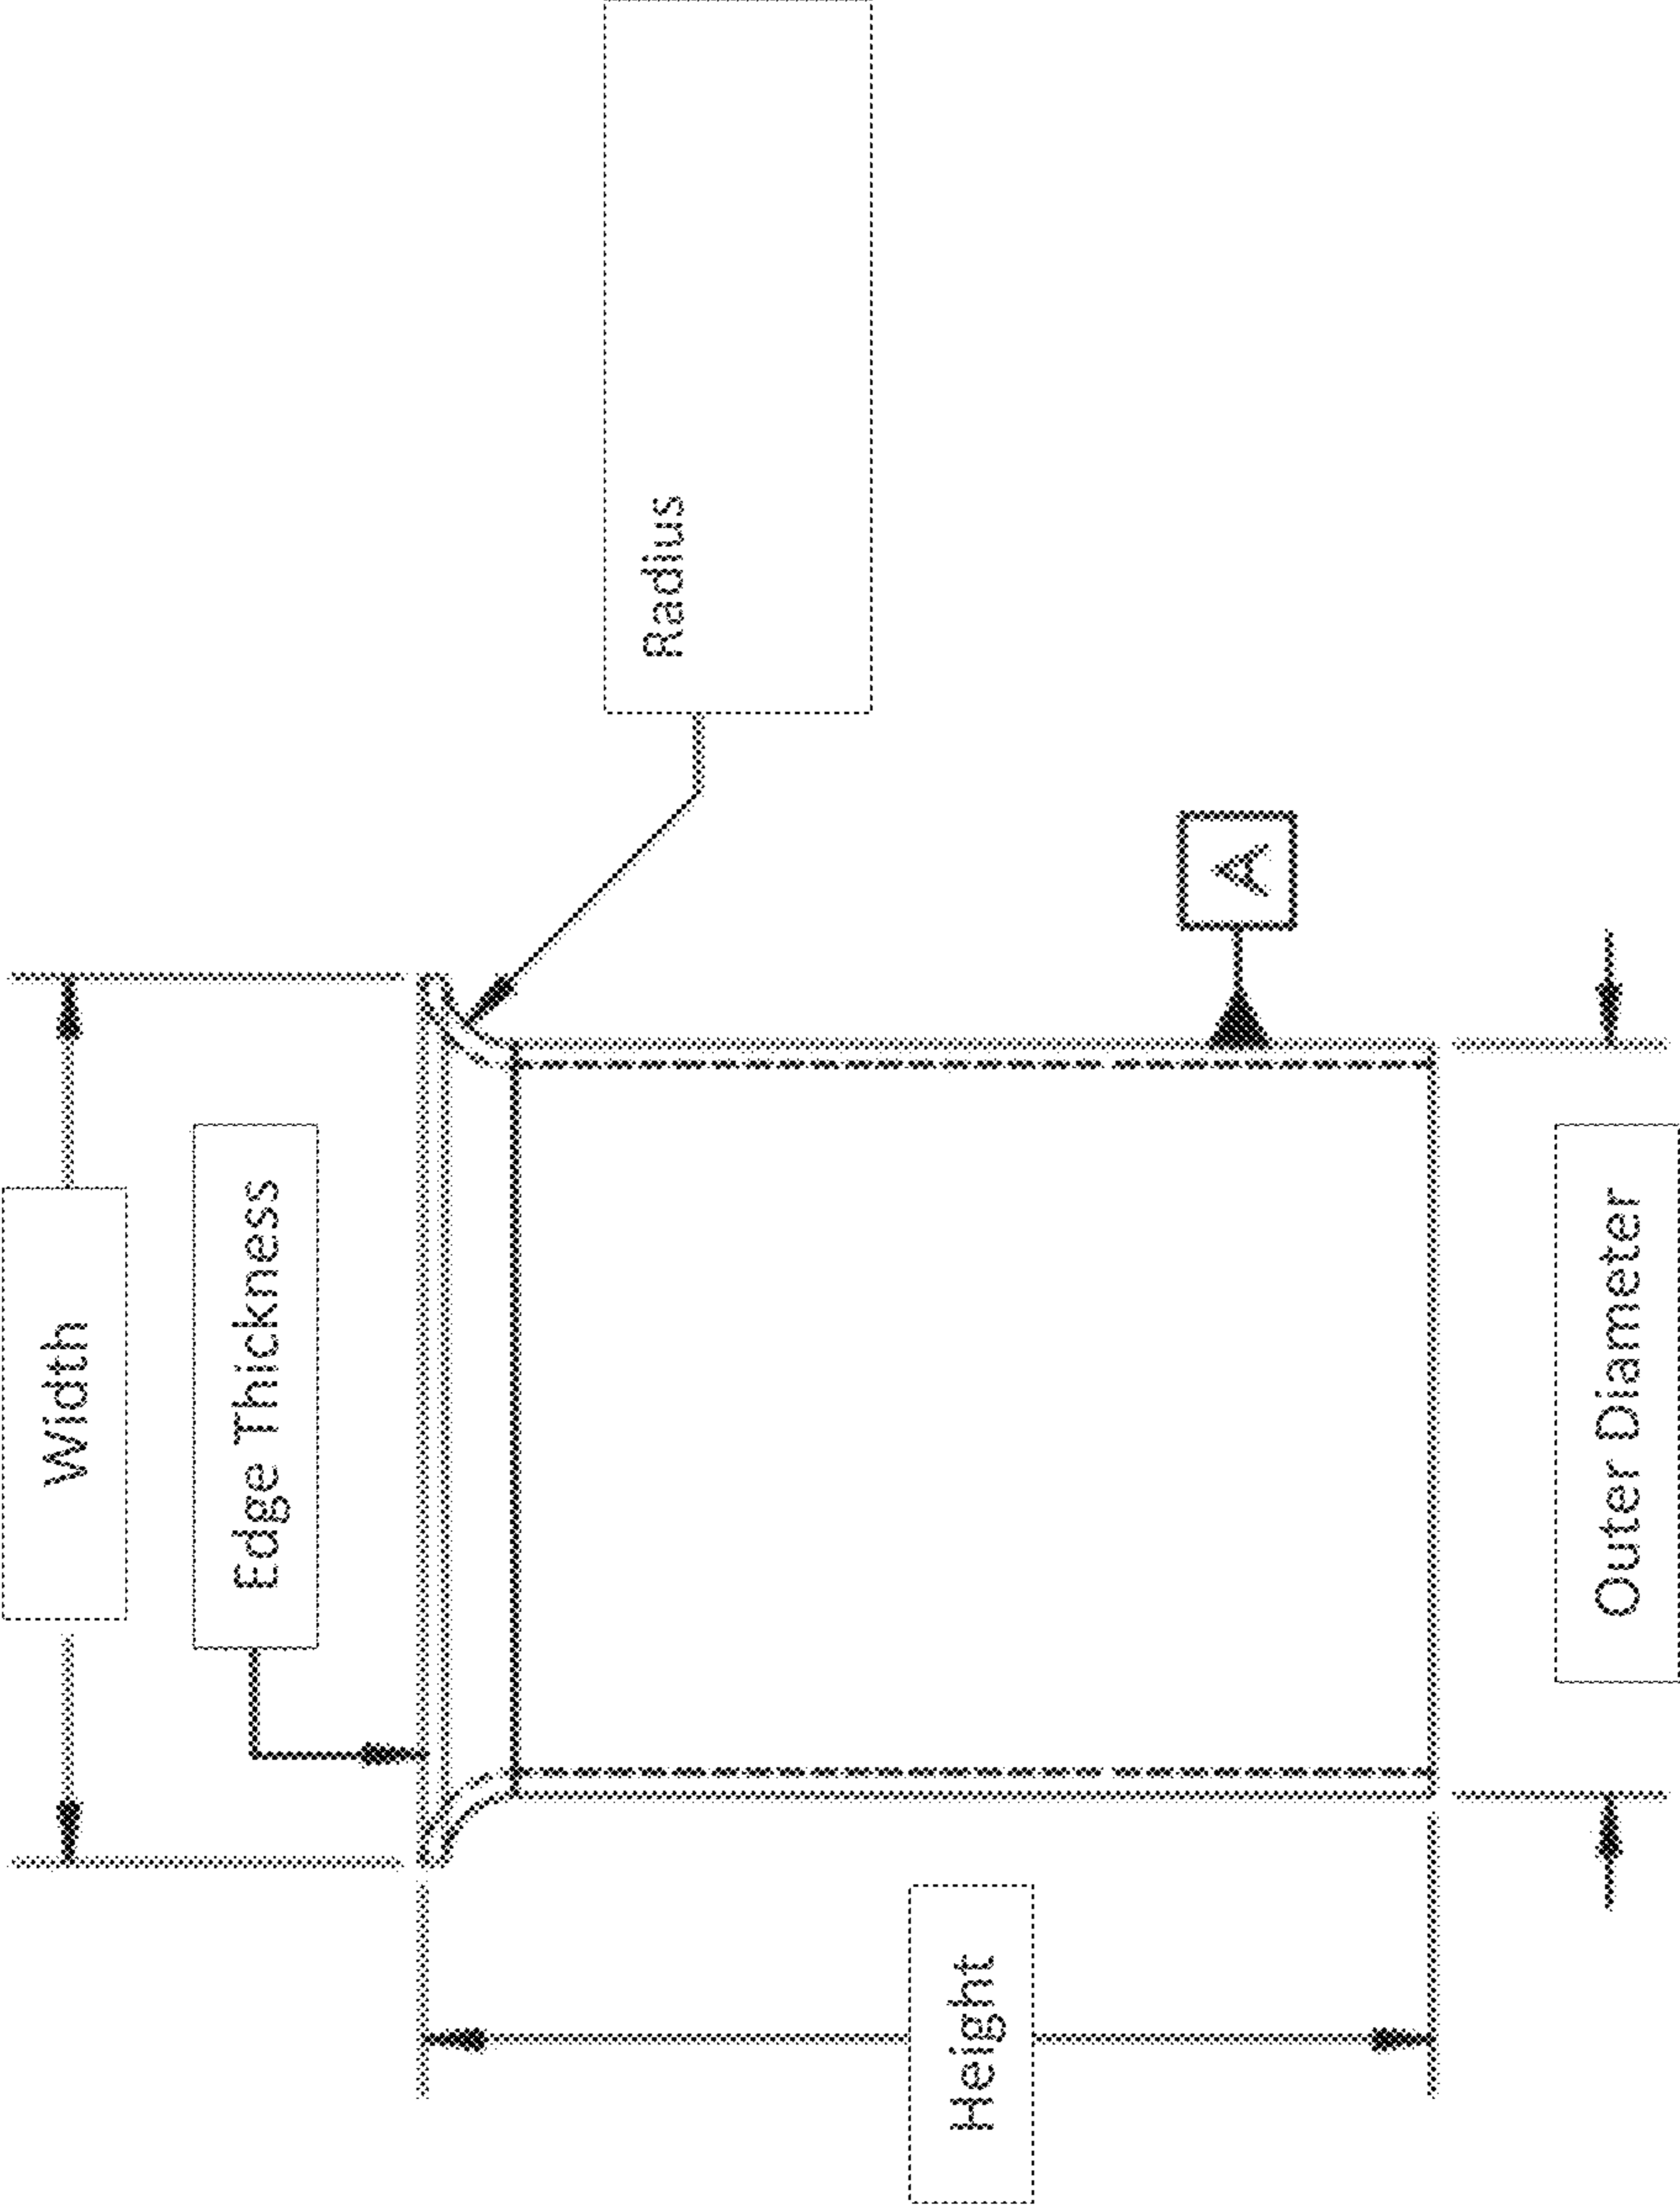 Width
Edge Thickness
Radius
A
Height
Outer Diameter